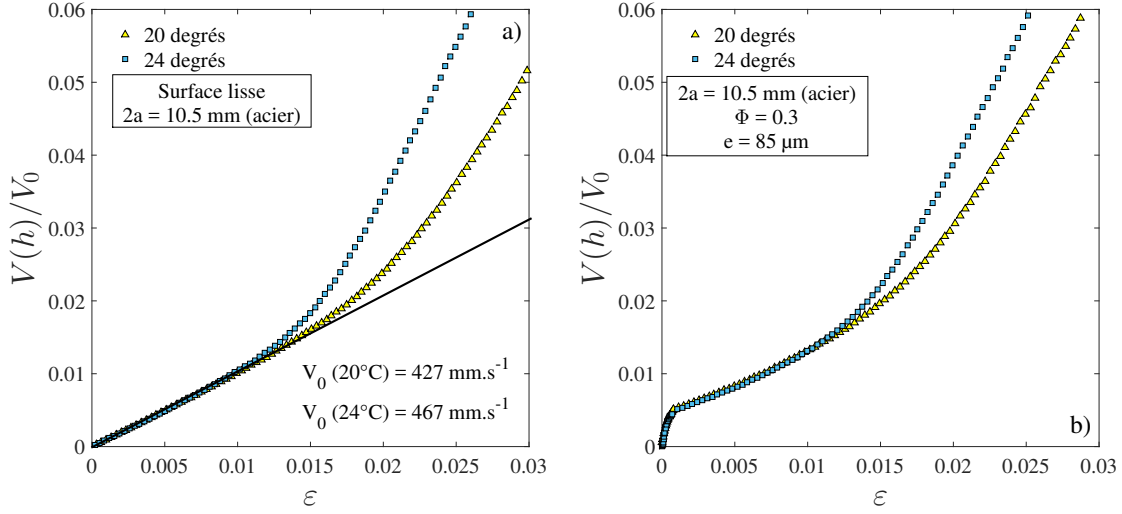 0.06
0.05
0.04
0.03
0.02
0.01
0
V(h)/V₀
a)
20 degrés
24 degrés
Surface lisse
2a = 10.5 mm (acier)
V₀ (20°C) = 427 mm.s⁻¹
V₀ (24°C) = 467 mm.s⁻¹
0 0.005 0.01 0.015 0.02 0.025 0.03
ε
0.06
0.05
0.04
0.03
0.02
0.01
0
V(h)/V₀
20 degrés
24 degrés
2a = 10.5 mm (acier)
Φ = 0.3
e = 85 µm
b)
0 0.005 0.01 0.015 0.02 0.025 0.03
ε